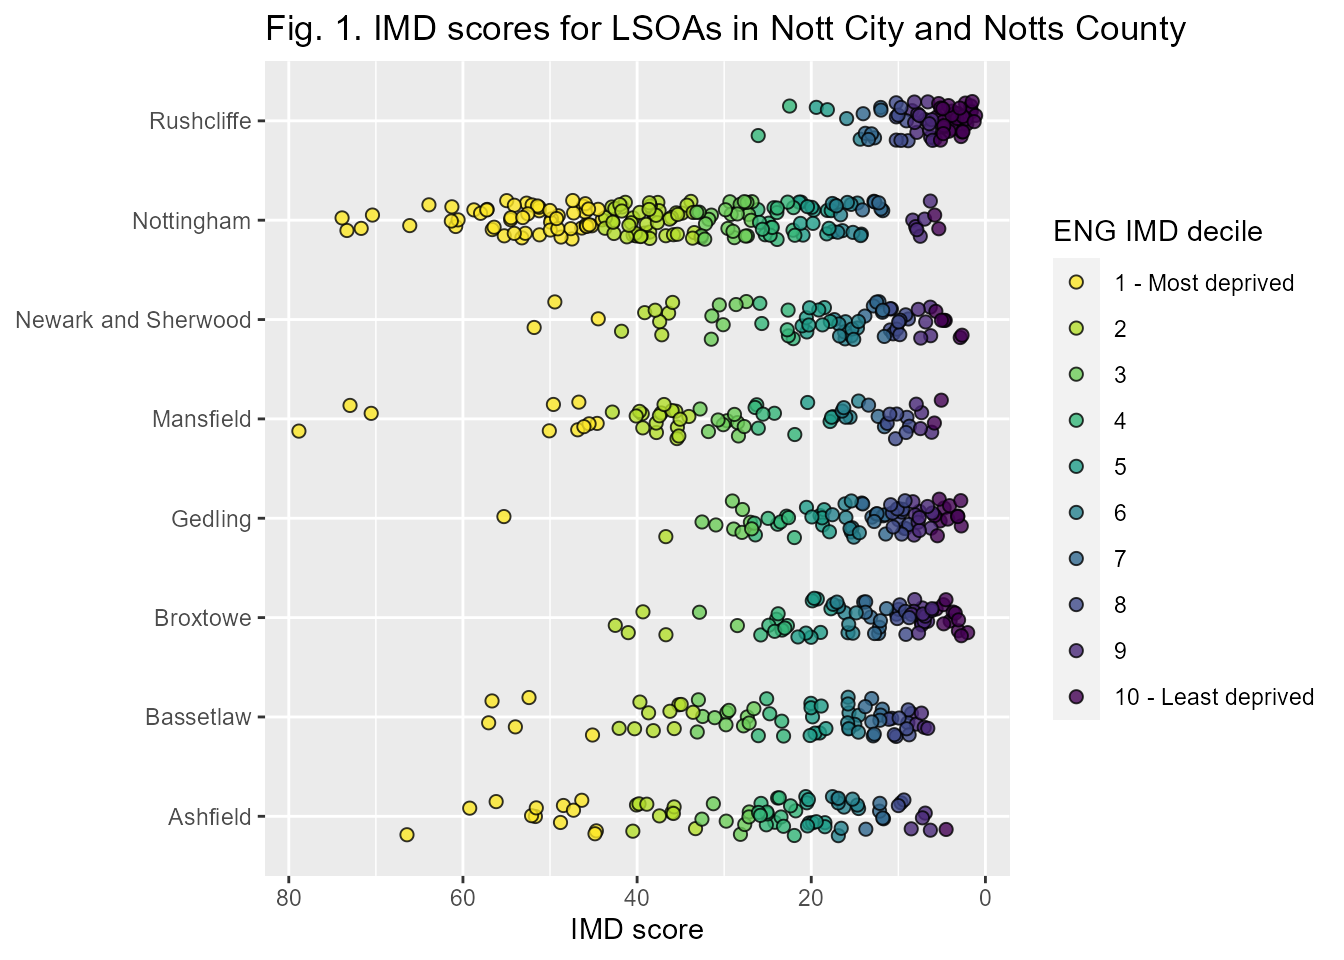 Fig. 1. IMD scores for LSOAs in Nott City and Notts County
Rushcliffe
Nottingham
Newark and Sherwood
Mansfield
Gedling
Broxtowe
Bassetlaw
Ashfield
80 60 40 20 0
IMD score
ENG IMD decile
1 - Most deprived
2
3
4
5
6
7
8
9
10 - Least deprived